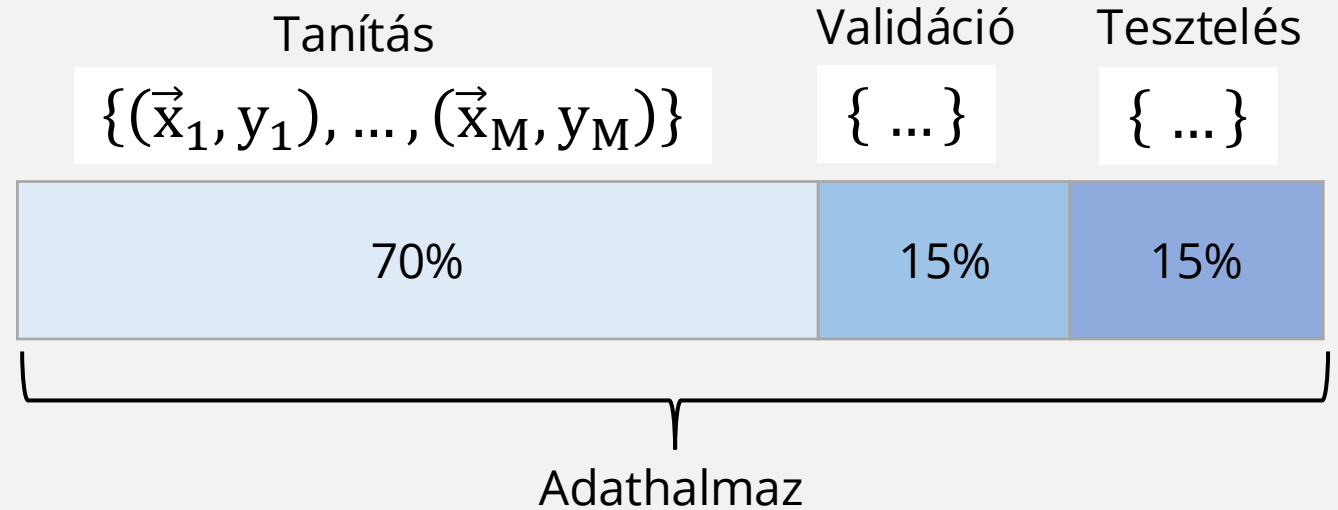 Tanítás Validáció Tesztelés
{(x⃗₁, y₁), … , (x⃗_M, y_M)} { …} { …}
70% 15% 15%
Adathalmaz